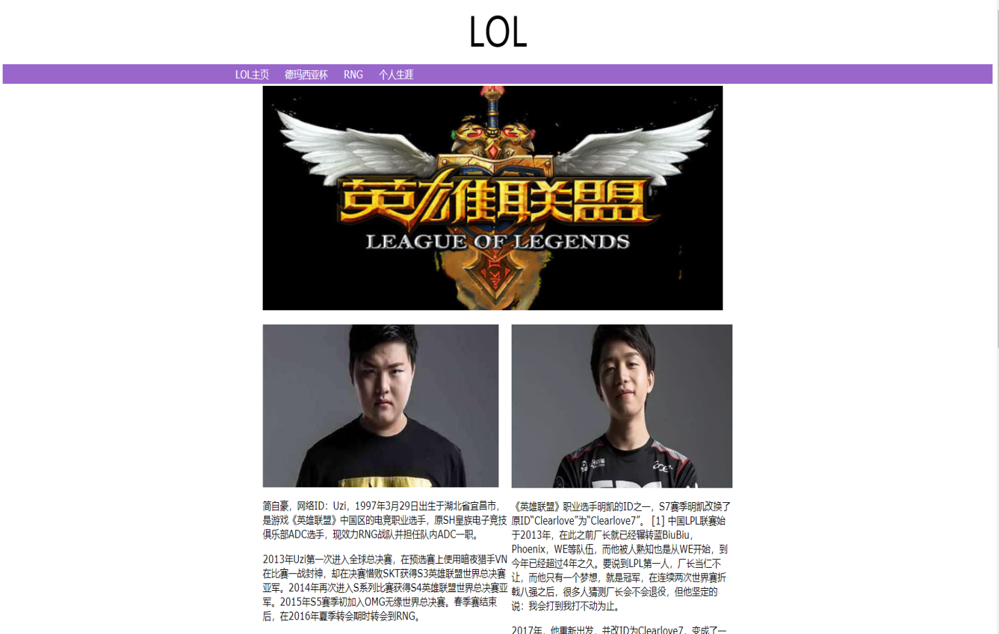 LOL
LOL主页 德玛西亚杯 RNG 个人生涯
英雄联盟
LEAGUE OF LEGENDS
简自豪，网络ID：Uzi，1997年3月29日出生于湖北省宜昌市，
是游戏《英雄联盟》中国区的电竞职业选手，原SH皇族电子竞技
俱乐部ADC选手，现效力RNG战队并担任队内ADC一职。
2013年Uzi第一次进入全球总决赛，在预选赛上使用暗夜猎手VN
在比赛一战封神，却在决赛惜败SKT获得S3英雄联盟世界总决赛
亚军。2014年再次进入S系列比赛获得S4英雄联盟世界总决赛亚
军。2015年S5赛季初加入OMG无缘世界总决赛。春季赛结束
后，在2016年夏季转会期时转会到RNG。
《英雄联盟》职业选手明凯的ID之一，S7赛季明凯改换了
原ID“Clearlove”为“Clearlove7”。 [1] 中国LPL联赛始
于2013年，在此之前厂长就已经辗转蓝BiuBiu，
Phoenix，WE等队伍，而他被人熟知也是从WE开始，到
今年已经超过4年之久。要说到LPL第一人，厂长当仁不
让，而他只有一个梦想，就是冠军，在连续两次世界赛折
戟八强之后，很多人猜测厂长会不会退役，但他坚定的
说：我会打到我打不动为止。
2017年，他重新出发，并改ID为Clearlove7，变成了一